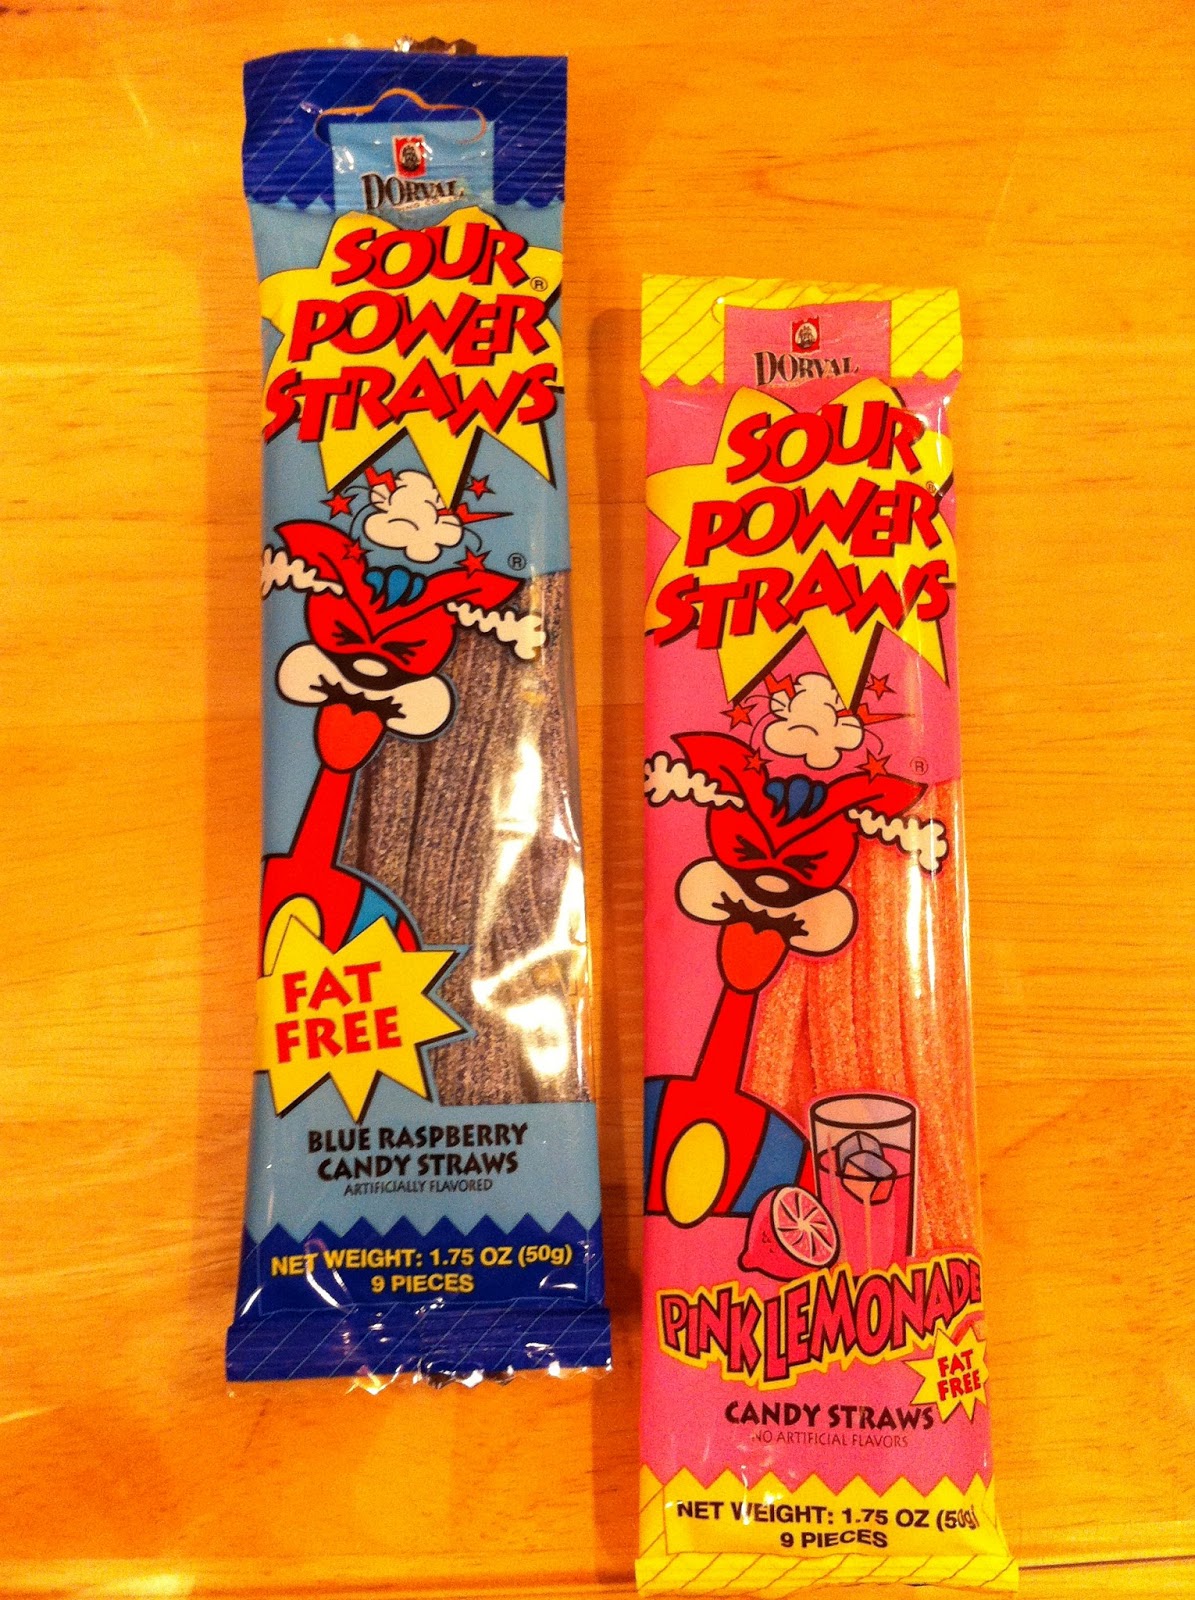 DORVAL
SOUR
POWER
STRAWS®
®
FAT
FREE
BLUE RASPBERRY
CANDY STRAWS
ARTIFICIALLY FLAVORED
NET WEIGHT: 1.75 OZ (50g)
9 PIECES
DORVAL
SOUR
POWER
STRAWS®
®
PINK LEMONADE
FAT
FREE
CANDY STRAWS
NO ARTIFICIAL FLAVORS
NET WEIGHT: 1.75 OZ (50g)
9 PIECES